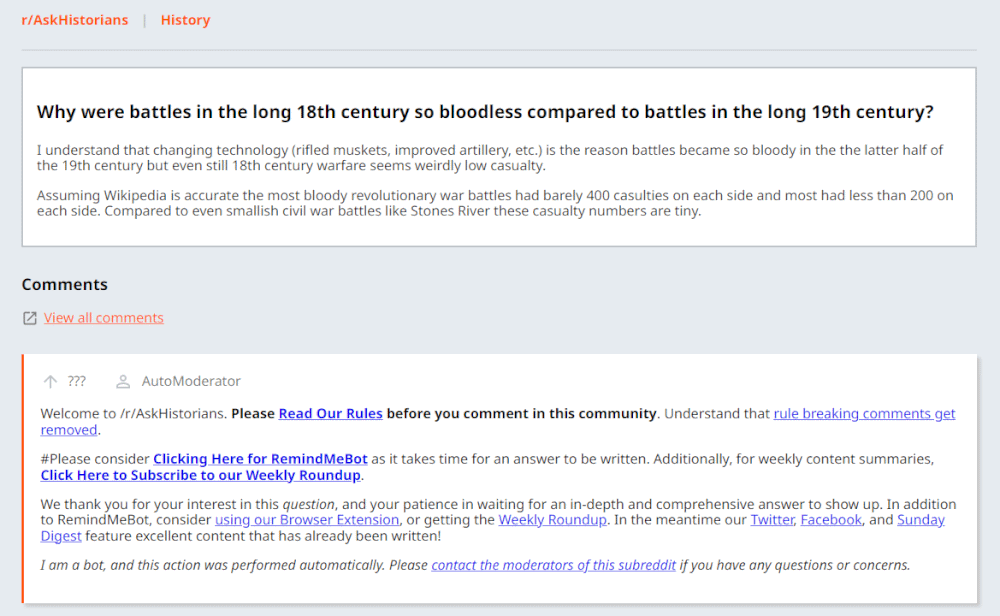 r/AskHistorians | History
Why were battles in the long 18th century so bloodless compared to battles in the long 19th century?
I understand that changing technology (rifled muskets, improved artillery, etc.) is the reason battles became so bloody in the the latter half of
the 19th century but even still 18th century warfare seems weirdly low casualty.
Assuming Wikipedia is accurate the most bloody revolutionary war battles had barely 400 casulties on each side and most had less than 200 on
each side. Compared to even smallish civil war battles like Stones River these casualty numbers are tiny.
Comments
View all comments
??? AutoModerator
Welcome to /r/AskHistorians. Please Read Our Rules before you comment in this community. Understand that rule breaking comments get
removed.
#Please consider Clicking Here for RemindMeBot as it takes time for an answer to be written. Additionally, for weekly content summaries,
Click Here to Subscribe to our Weekly Roundup.
We thank you for your interest in this question, and your patience in waiting for an in-depth and comprehensive answer to show up. In addition
to RemindMeBot, consider using our Browser Extension, or getting the Weekly Roundup. In the meantime our Twitter, Facebook, and Sunday
Digest feature excellent content that has already been written!
I am a bot, and this action was performed automatically. Please contact the moderators of this subreddit if you have any questions or concerns.